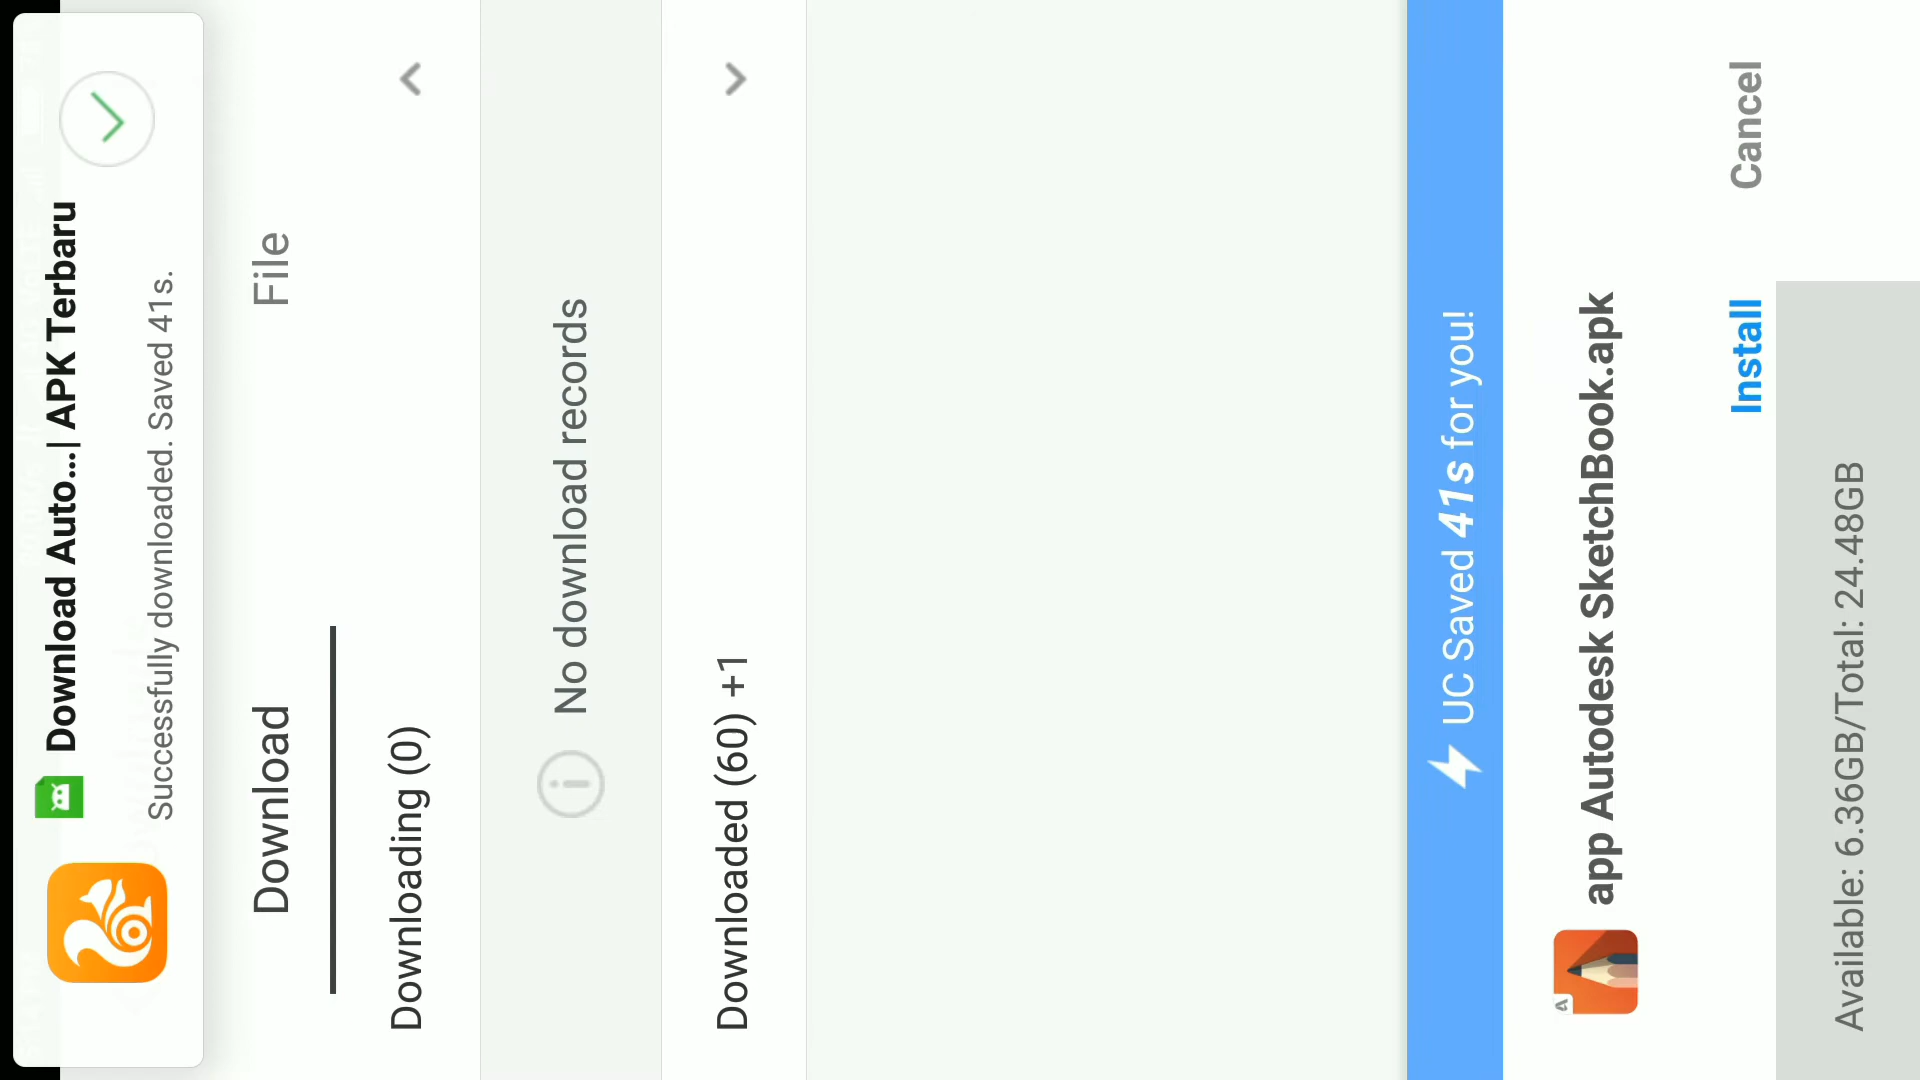 Download Auto...| APK Terbaru
Successfully downloaded. Saved 41s.
Download
File
Downloading (0)
No download records
Downloaded (60) +1
UC Saved 41s for you!
app Autodesk SketchBook.apk
Install
Cancel
Available: 6.36GB/Total: 24.48GB